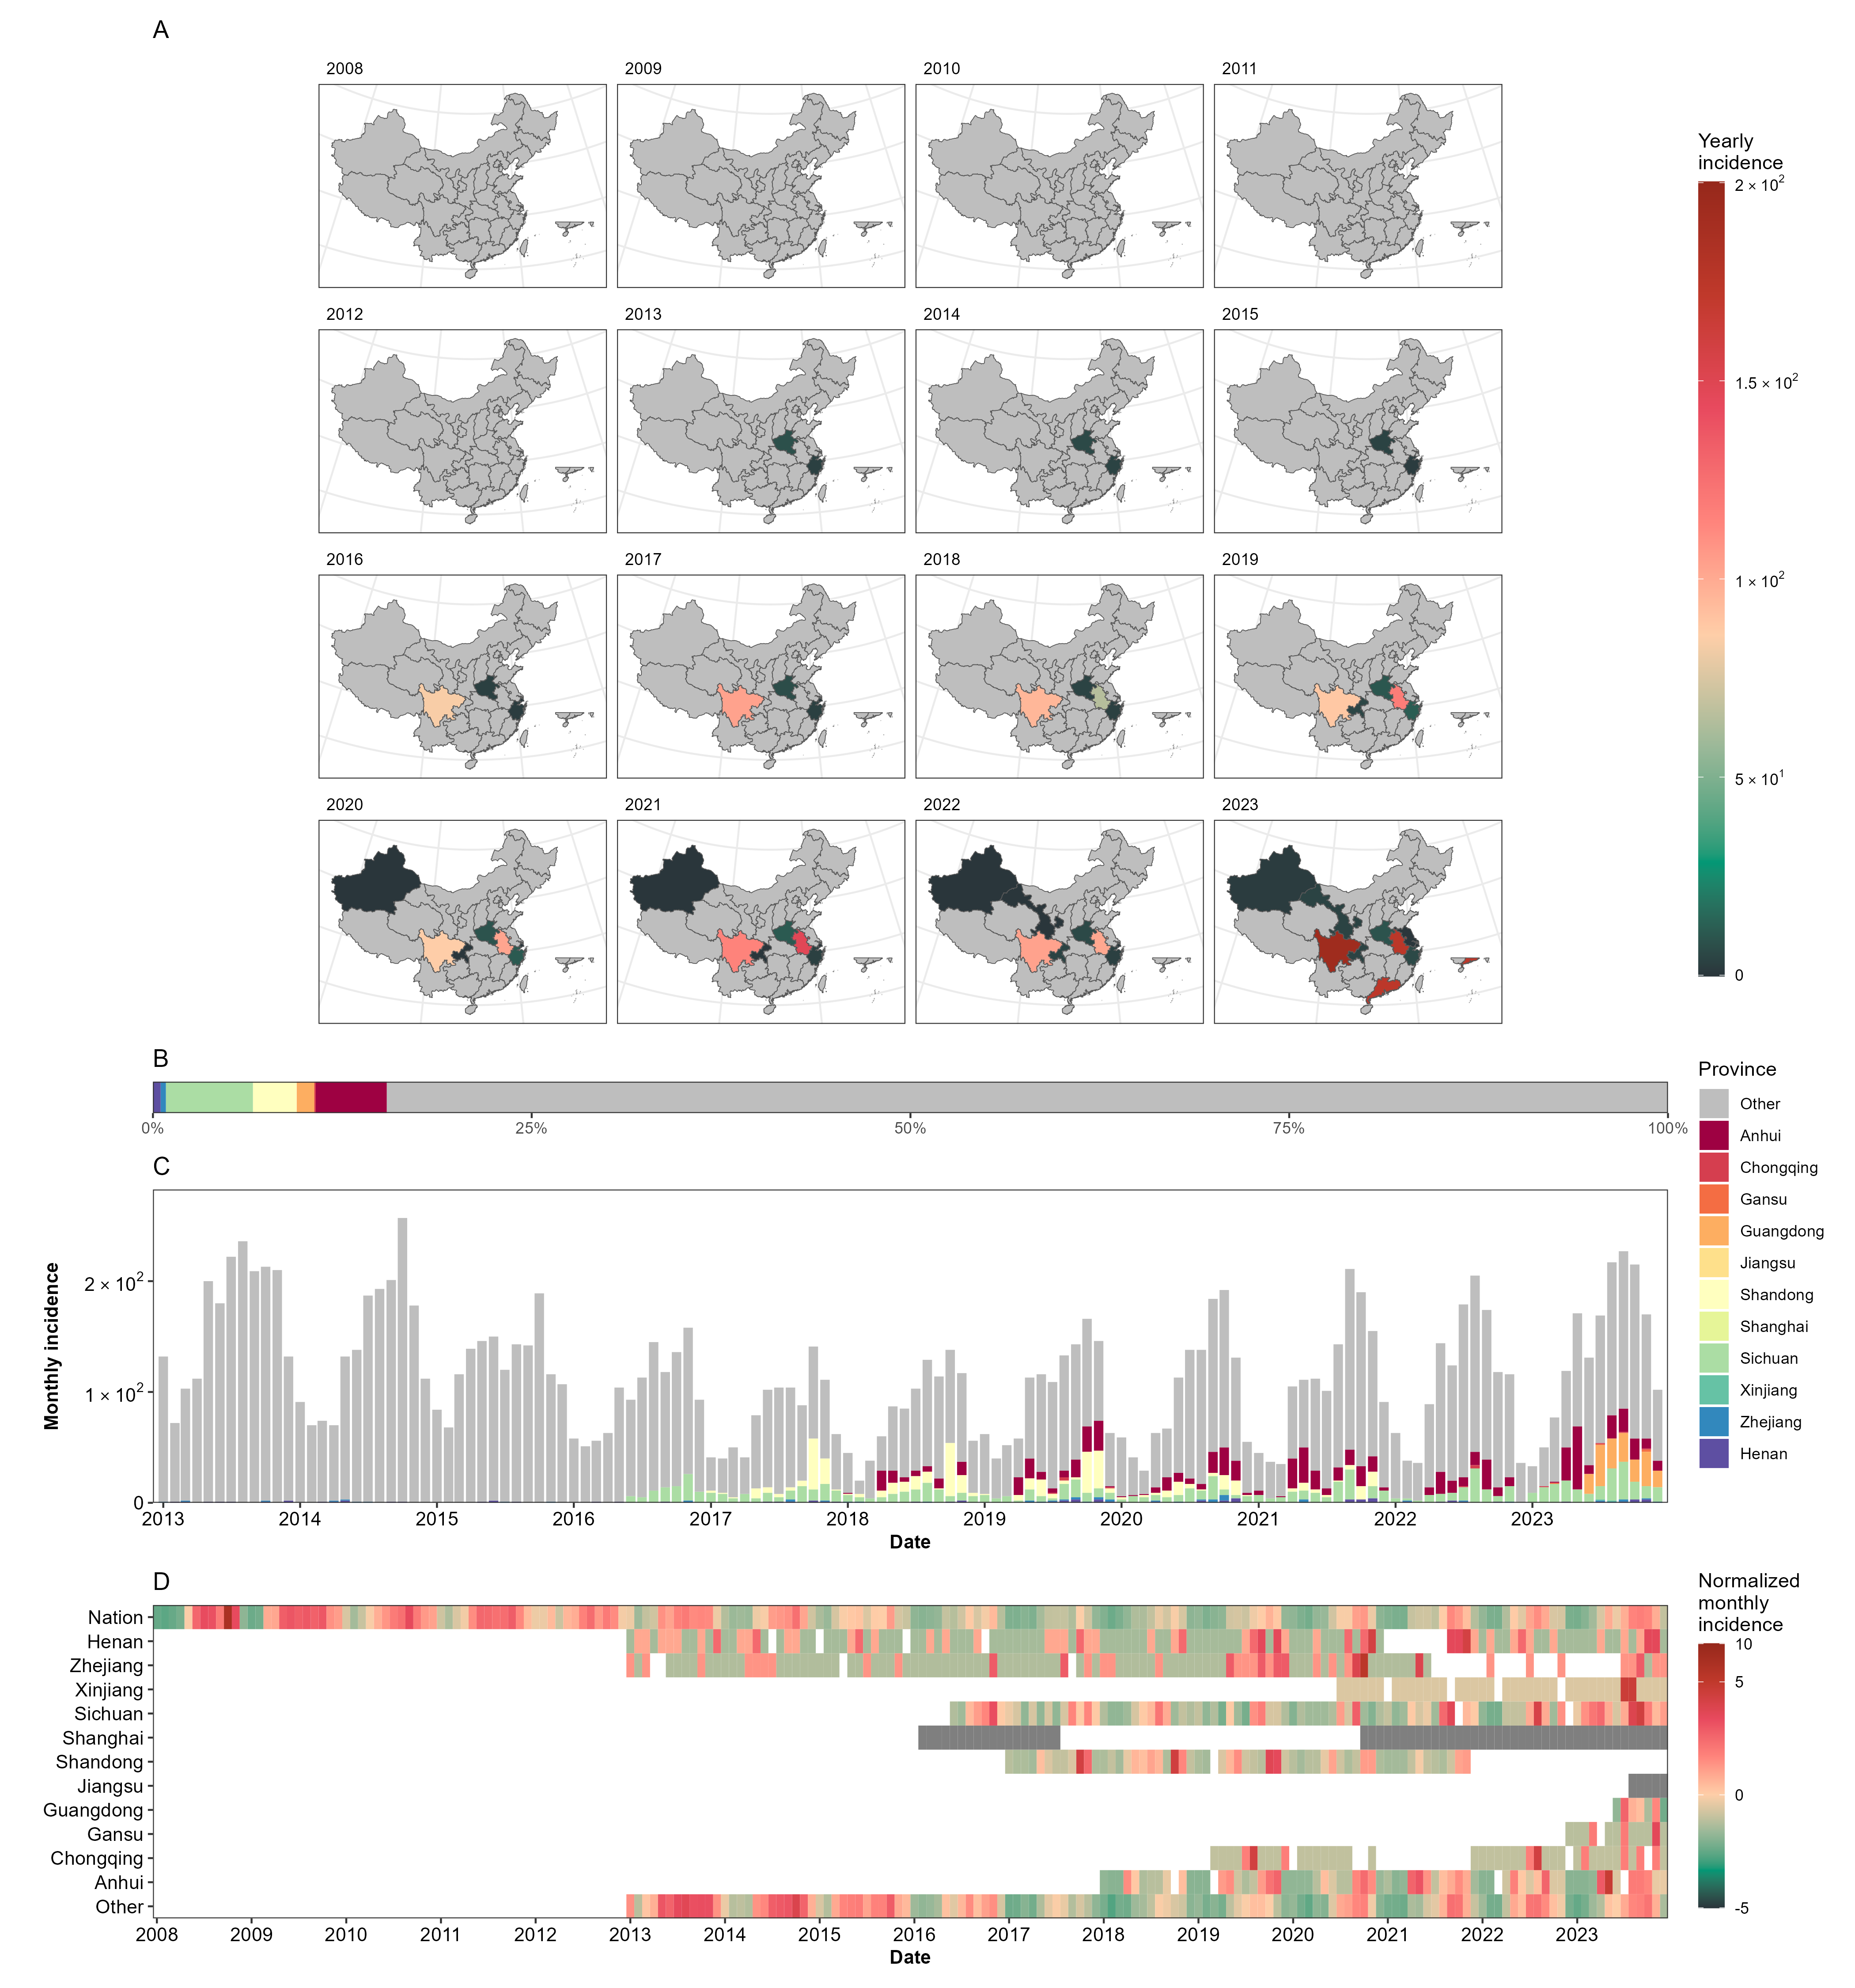 A
2008
2009
2010
2011
2012
2013
2014
2015
2016
2017
2018
2019
2020
2021
2022
2023
Yearly
incidence
2 × 10²
1.5 × 10²
1 × 10²
5 × 10¹
0
B
0%
25%
50%
75%
100%
Province
Other
Anhui
Chongqing
Gansu
Guangdong
Jiangsu
Shandong
Shanghai
Sichuan
Xinjiang
Zhejiang
Henan
C
Monthly incidence
2 × 10²
1 × 10²
0
2013
2014
2015
2016
2017
2018
2019
2020
2021
2022
2023
Date
D
Nation
Henan
Zhejiang
Xinjiang
Sichuan
Shanghai
Shandong
Jiangsu
Guangdong
Gansu
Chongqing
Anhui
Other
2008
2009
2010
2011
2012
2013
2014
2015
2016
2017
2018
2019
2020
2021
2022
2023
Date
Normalized
monthly
incidence
10
5
0
-5